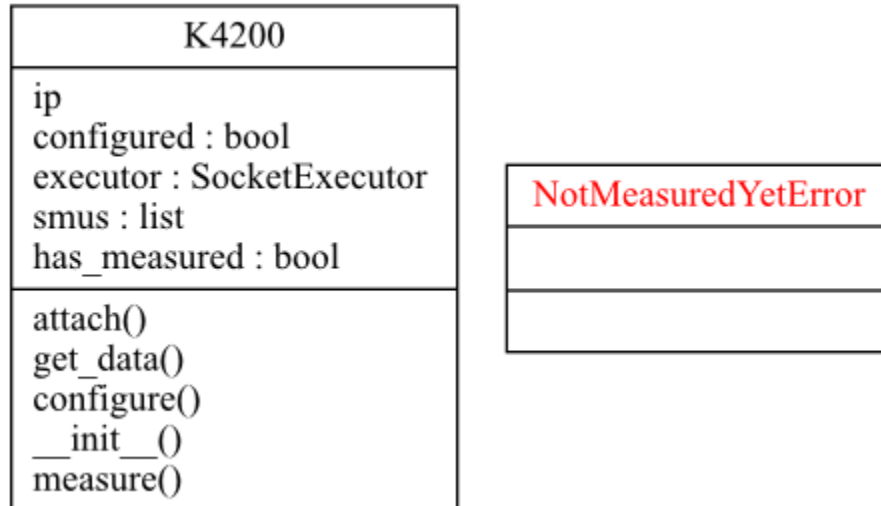 K4200
ip
configured : bool
executor : SocketExecutor
smus : list
has_measured : bool
attach()
get_data()
configure()
__init__()
measure()
NotMeasuredYetError